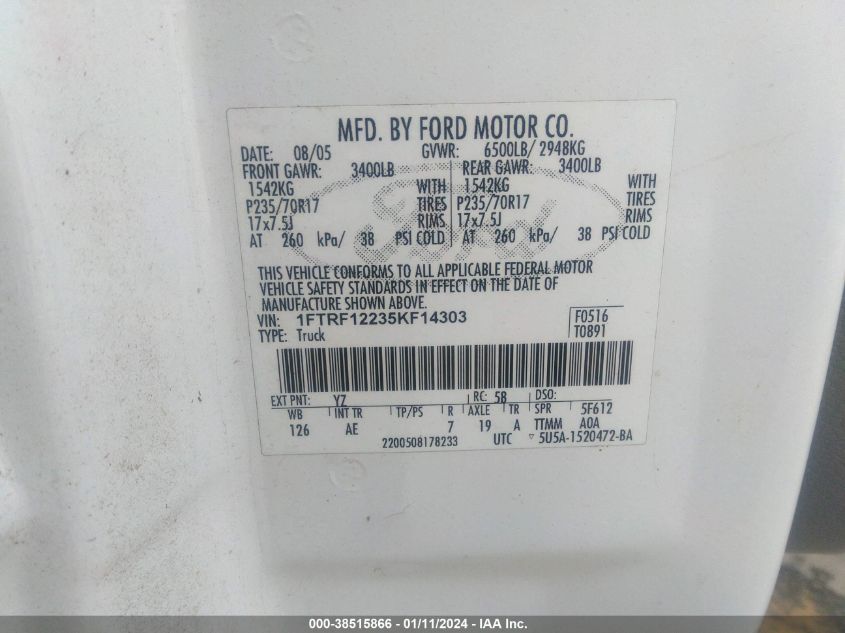 MFD. BY FORD MOTOR CO.
DATE: 08/05 GVWR: 6500LB/ 2948KG
FRONT GAWR: 3400LB REAR GAWR: 3400LB
1542KG WITH 1542KG WITH
P235/70R17 TIRES P235/70R17 TIRES
17x7.5J RIMS 17x7.5J RIMS
AT 260 kPa/ 38 PSI COLD AT 260 kPa/ 38 PSI COLD
Ford
THIS VEHICLE CONFORMS TO ALL APPLICABLE FEDERAL MOTOR
VEHICLE SAFETY STANDARDS IN EFFECT ON THE DATE OF
MANUFACTURE SHOWN ABOVE.
VIN: 1FTRF12235KF14303 F0516
TYPE: Truck T0891
EXT PNT: YZ RC: 58 DSO:
WB INT TR TP/PS R AXLE TR SPR 5F612
126 AE 7 19 A TTMM A0A
2200508178233 UTC ▽ 5U5A-1520472-BA
000-38515866 - 01/11/2024 - IAA Inc.